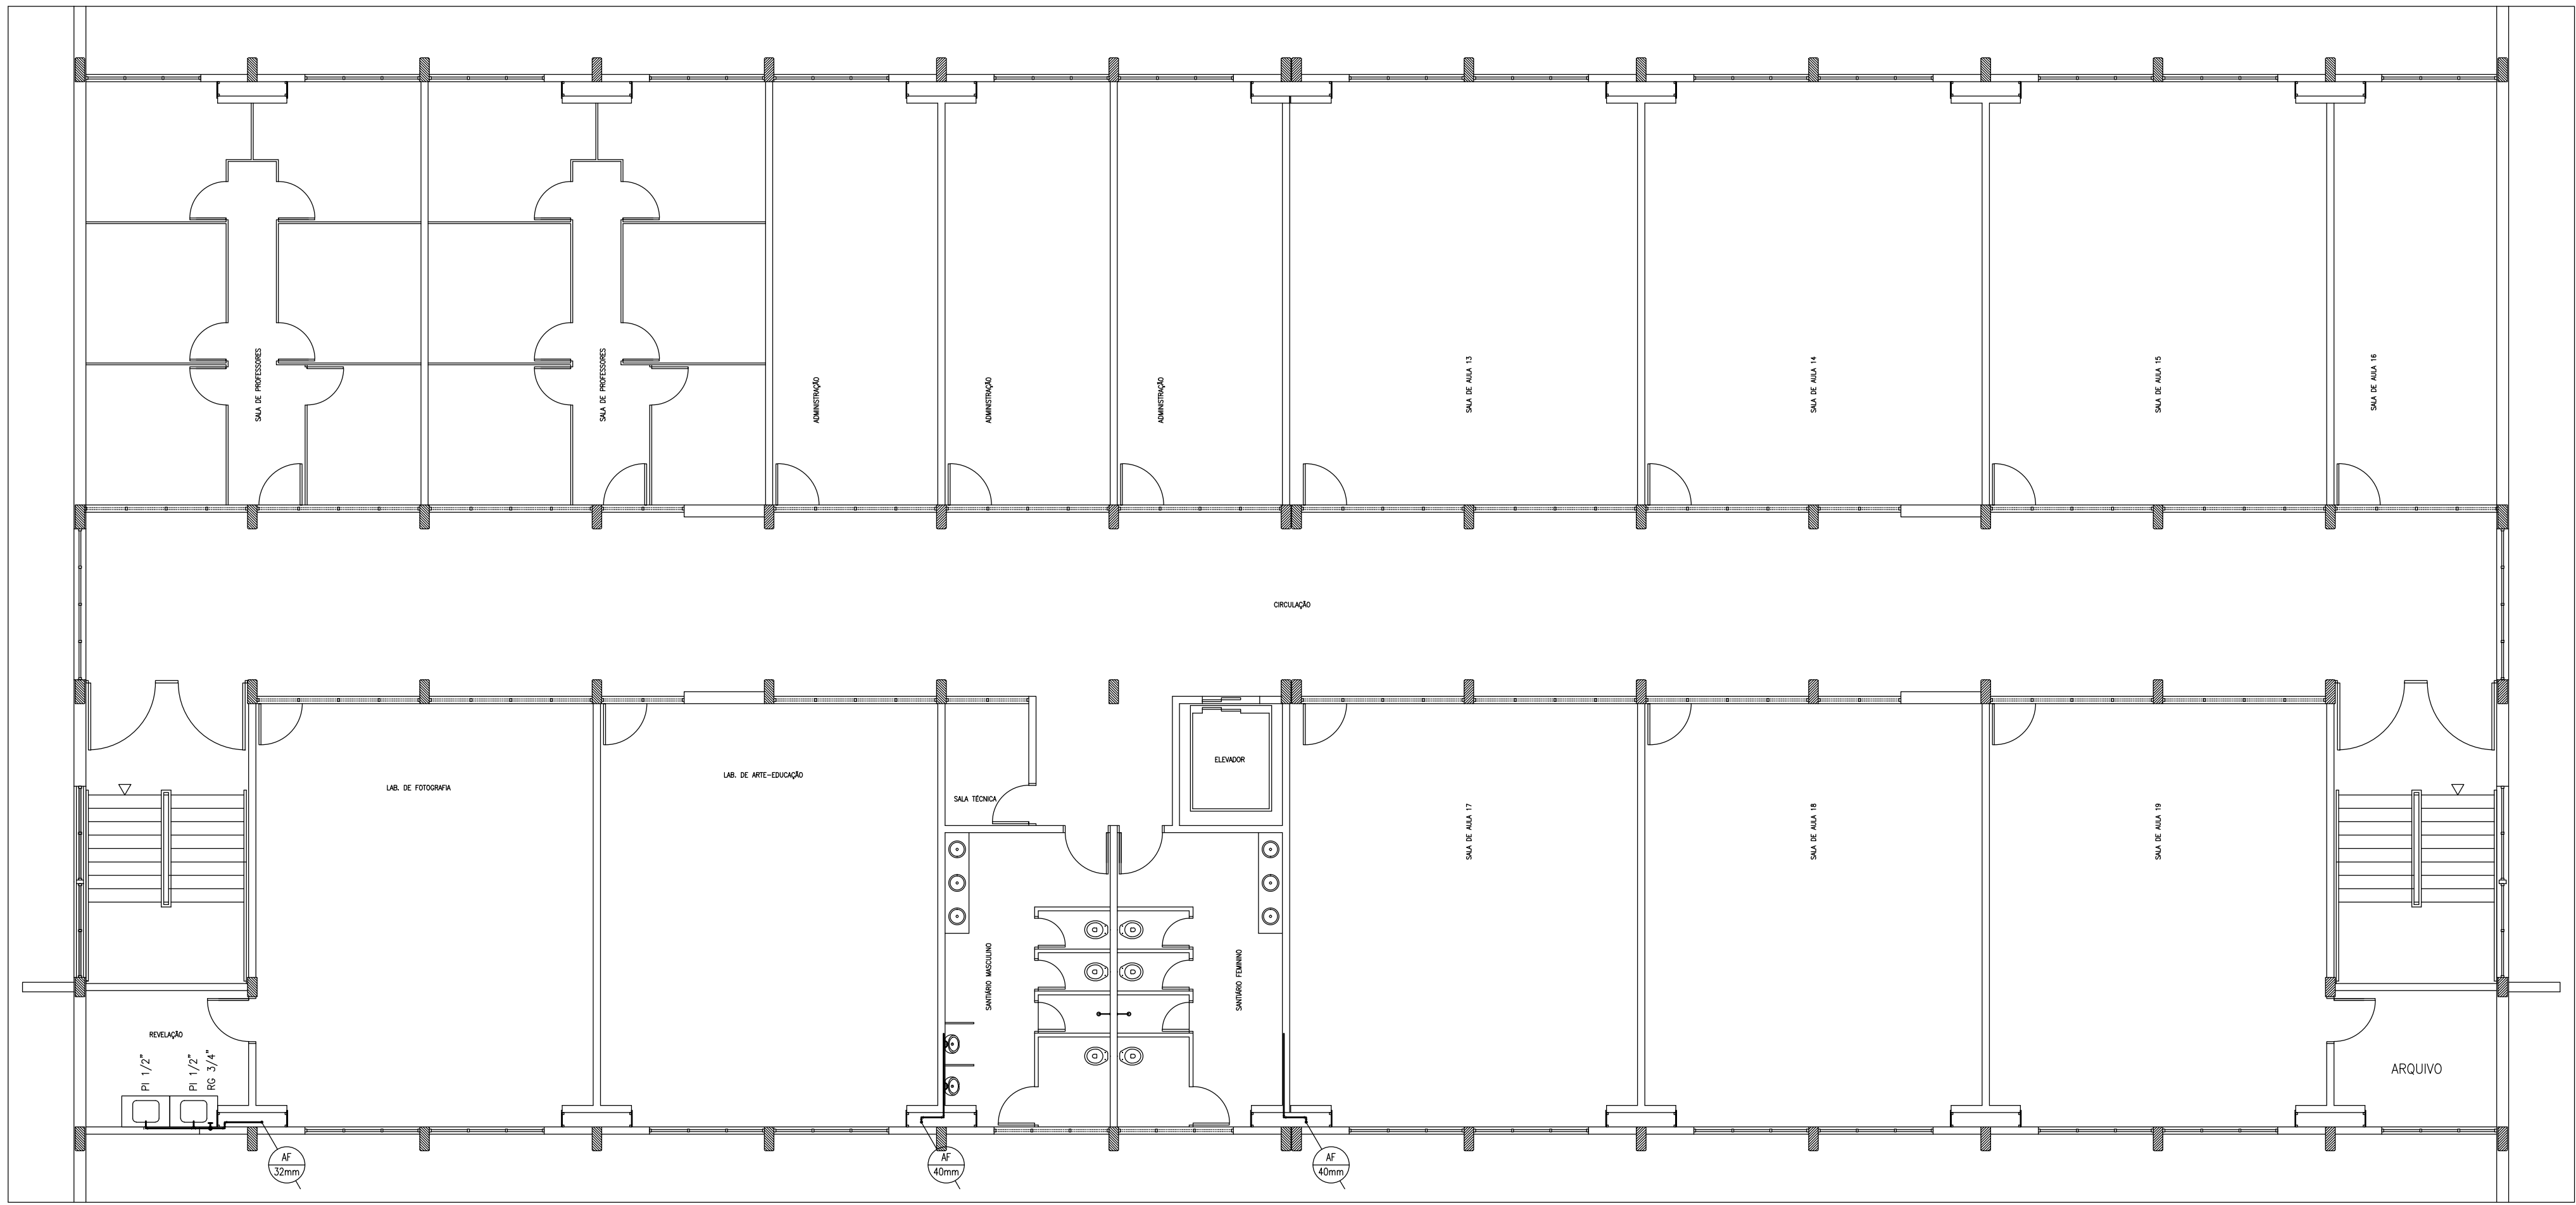 SALA DE PROFESSORES
SALA DE PROFESSORES
ADMINISTRAÇÃO
ADMINISTRAÇÃO
ADMINISTRAÇÃO
SALA DE AULA 13
SALA DE AULA 14
SALA DE AULA 15
SALA DE AULA 16
CIRCULAÇÃO
LAB. DE FOTOGRAFIA
LAB. DE ARTE-EDUCAÇÃO
SALA TÉCNICA
ELEVADOR
SALA DE AULA 17
SALA DE AULA 18
SALA DE AULA 19
SANTIÁRIO MASCULINO
SANTIÁRIO FEMININO
REVELAÇÃO
PI 1/2"
PI 1/2"
RG 3/4"
ARQUIVO
AF
32mm
AF
40mm
AF
40mm